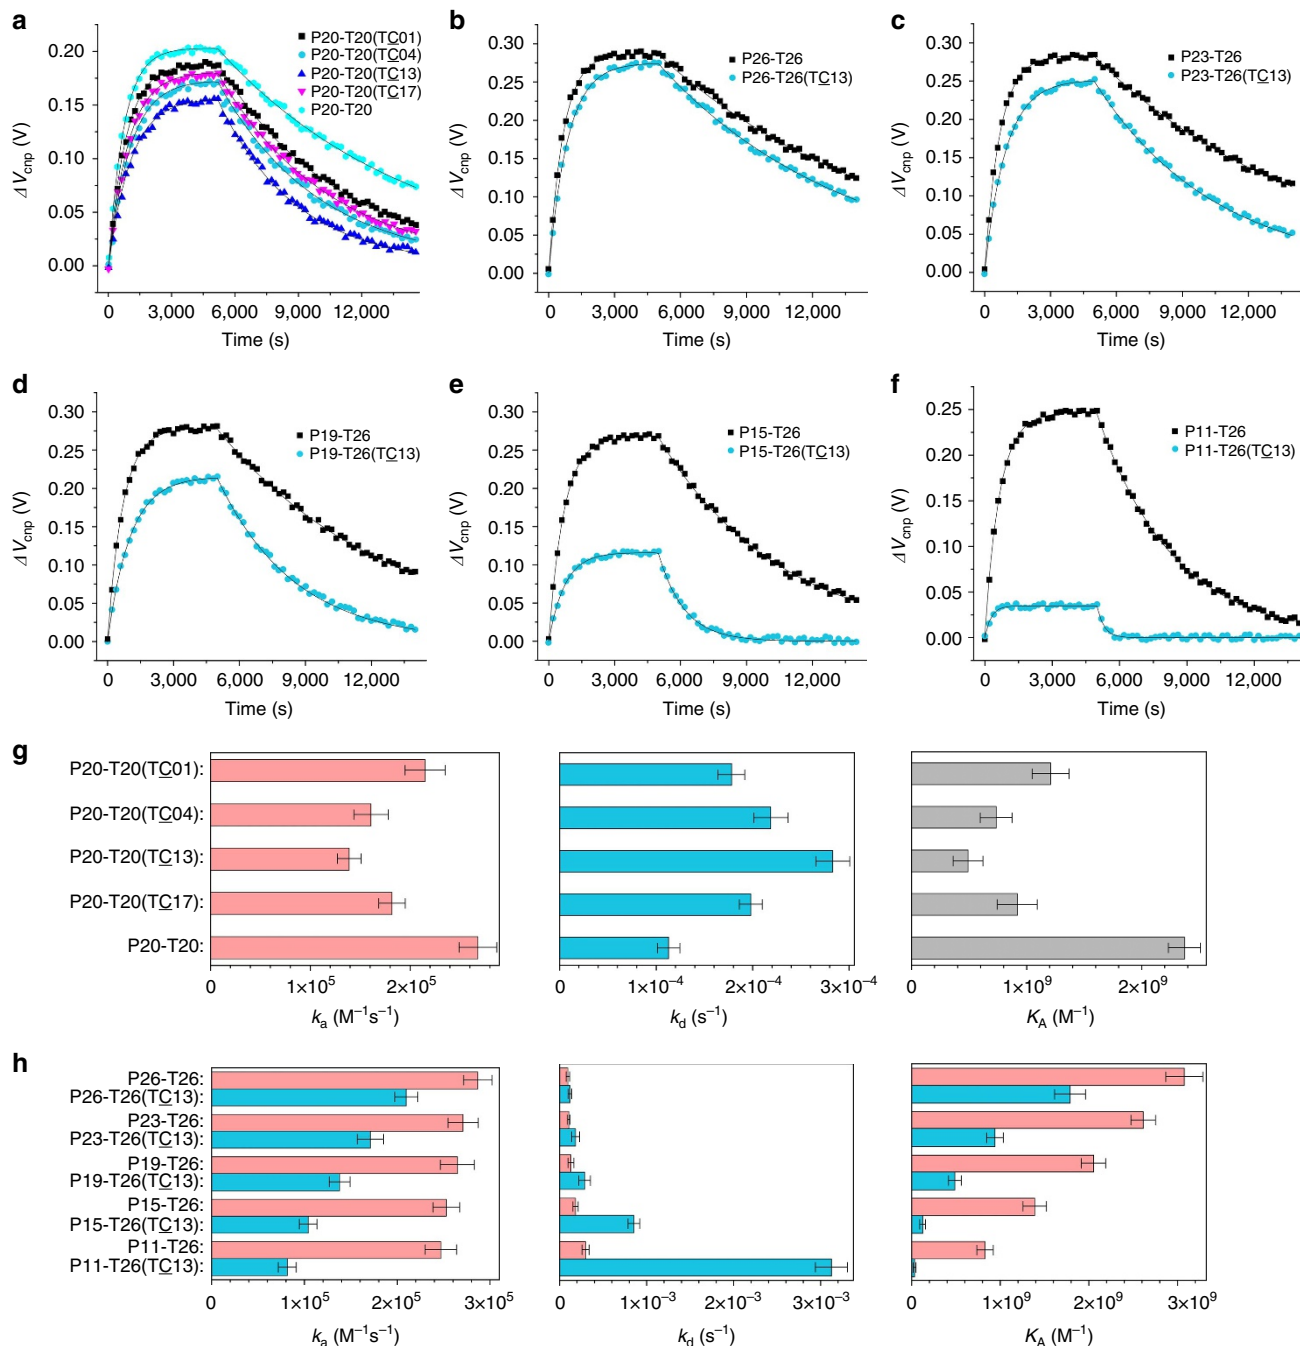 a
P20-T20(TC01)
P20-T20(TC04)
P20-T20(TC13)
P20-T20(TC17)
P20-T20
0.20
0.15
0.10
0.05
0.00
ΔVcnp (V)
0 3,000 6,000 9,000 12,000
Time (s)
b
P26-T26
P26-T26(TC13)
0.30
0.25
0.20
0.15
0.10
0.05
0.00
ΔVcnp (V)
0 3,000 6,000 9,000 12,000
Time (s)
c
P23-T26
P23-T26(TC13)
0.30
0.25
0.20
0.15
0.10
0.05
0.00
ΔVcnp (V)
0 3,000 6,000 9,000 12,000
Time (s)
d
P19-T26
P19-T26(TC13)
0.30
0.25
0.20
0.15
0.10
0.05
0.00
ΔVcnp (V)
0 3,000 6,000 9,000 12,000
Time (s)
e
P15-T26
P15-T26(TC13)
0.30
0.25
0.20
0.15
0.10
0.05
0.00
ΔVcnp (V)
0 3,000 6,000 9,000 12,000
Time (s)
f
P11-T26
P11-T26(TC13)
0.25
0.20
0.15
0.10
0.05
0.00
ΔVcnp (V)
0 3,000 6,000 9,000 12,000
Time (s)
g
P20-T20(TC01):
P20-T20(TC04):
P20-T20(TC13):
P20-T20(TC17):
P20-T20:
0 1×10⁵ 2×10⁵
ka (M⁻¹s⁻¹)
0 1×10⁻⁴ 2×10⁻⁴ 3×10⁻⁴
kd (s⁻¹)
0 1×10⁹ 2×10⁹
KA (M⁻¹)
h
P26-T26:
P26-T26(TC13):
P23-T26:
P23-T26(TC13):
P19-T26:
P19-T26(TC13):
P15-T26:
P15-T26(TC13):
P11-T26:
P11-T26(TC13):
0 1×10⁵ 2×10⁵ 3×10⁵
ka (M⁻¹s⁻¹)
0 1×10⁻³ 2×10⁻³ 3×10⁻³
kd (s⁻¹)
0 1×10⁹ 2×10⁹ 3×10⁹
KA (M⁻¹)